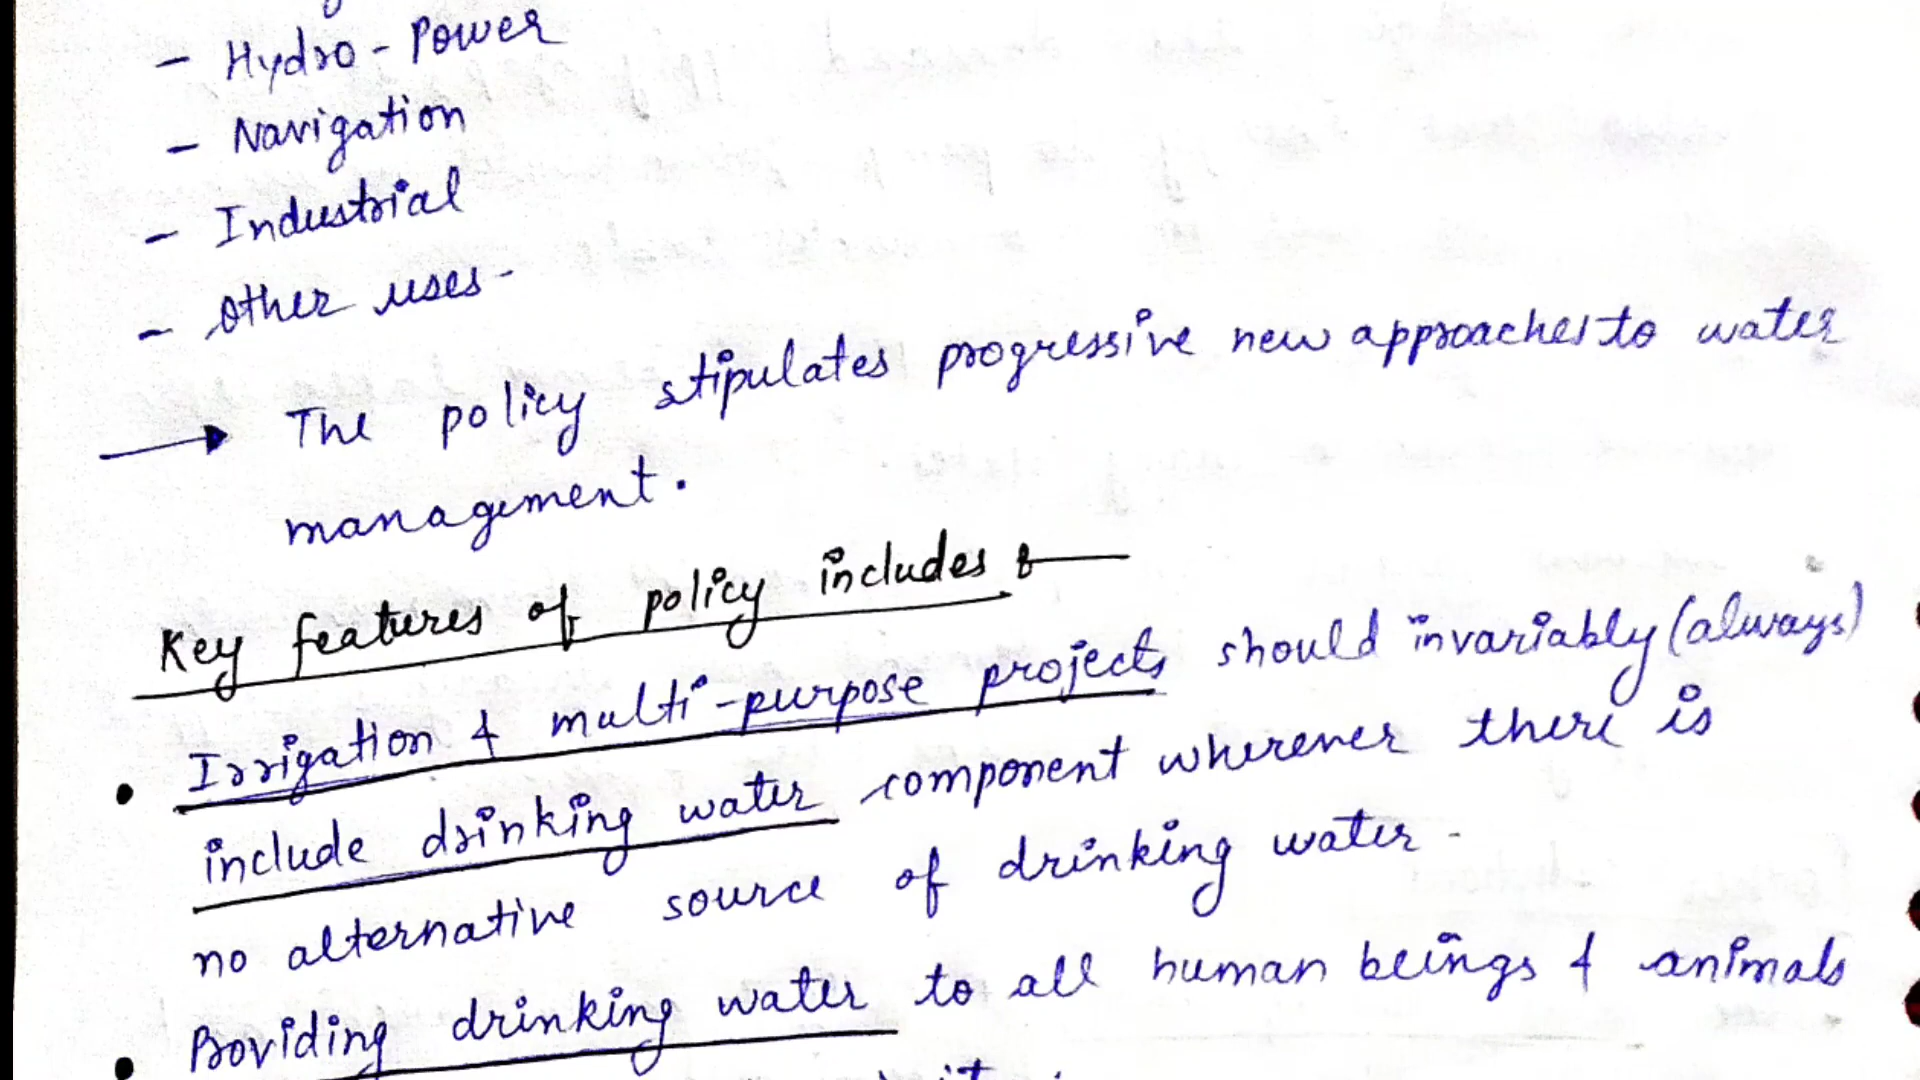 - Hydro - Power
- Navigation
- Industrial
- Other uses -
→ The policy stipulates progressive new approaches to water
management.
Key features of policy includes :-
• Irrigation & multi-purpose projects should invariably (always)
include drinking water component wherever there is
no alternative source of drinking water -
• Providing drinking water to all human beings & animals